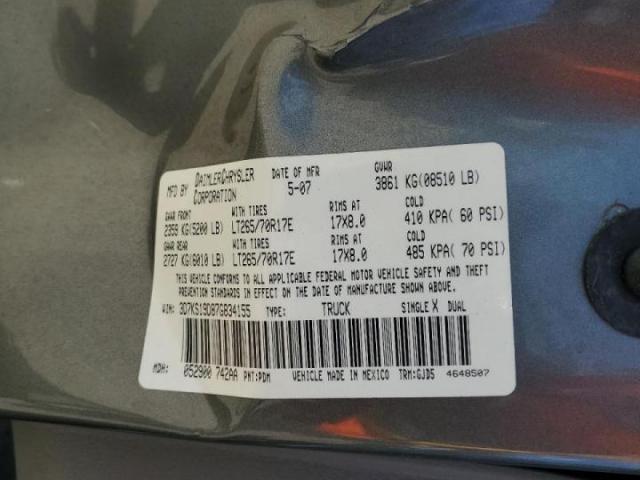 MFD BY DAIMLERCHRYSLER CORPORATION DATE OF MFR 5-07 GVWR 3861 KG(08510 LB)
GAWR FRONT WITH TIRES RIMS AT COLD
2359 KG(5200 LB) LT265/70R17E 17X8.0 410 KPA( 60 PSI)
GAWR REAR WITH TIRES RIMS AT COLD
2727 KG(6010 LB) LT265/70R17E 17X8.0 485 KPA( 70 PSI)
THIS VEHICLE CONFORMS TO ALL APPLICABLE FEDERAL MOTOR VEHICLE SAFETY AND THEFT
PREVENTION STANDARDS IN EFFECT ON THE DATE OF MANUFACTURE SHOWN ABOVE.
VIN: 3D7KS19D87G834155 TYPE: TRUCK SINGLE X DUAL
MDH: 052900 742AA PNT:PDM VEHICLE MADE IN MEXICO TRM:GJD5 4648507